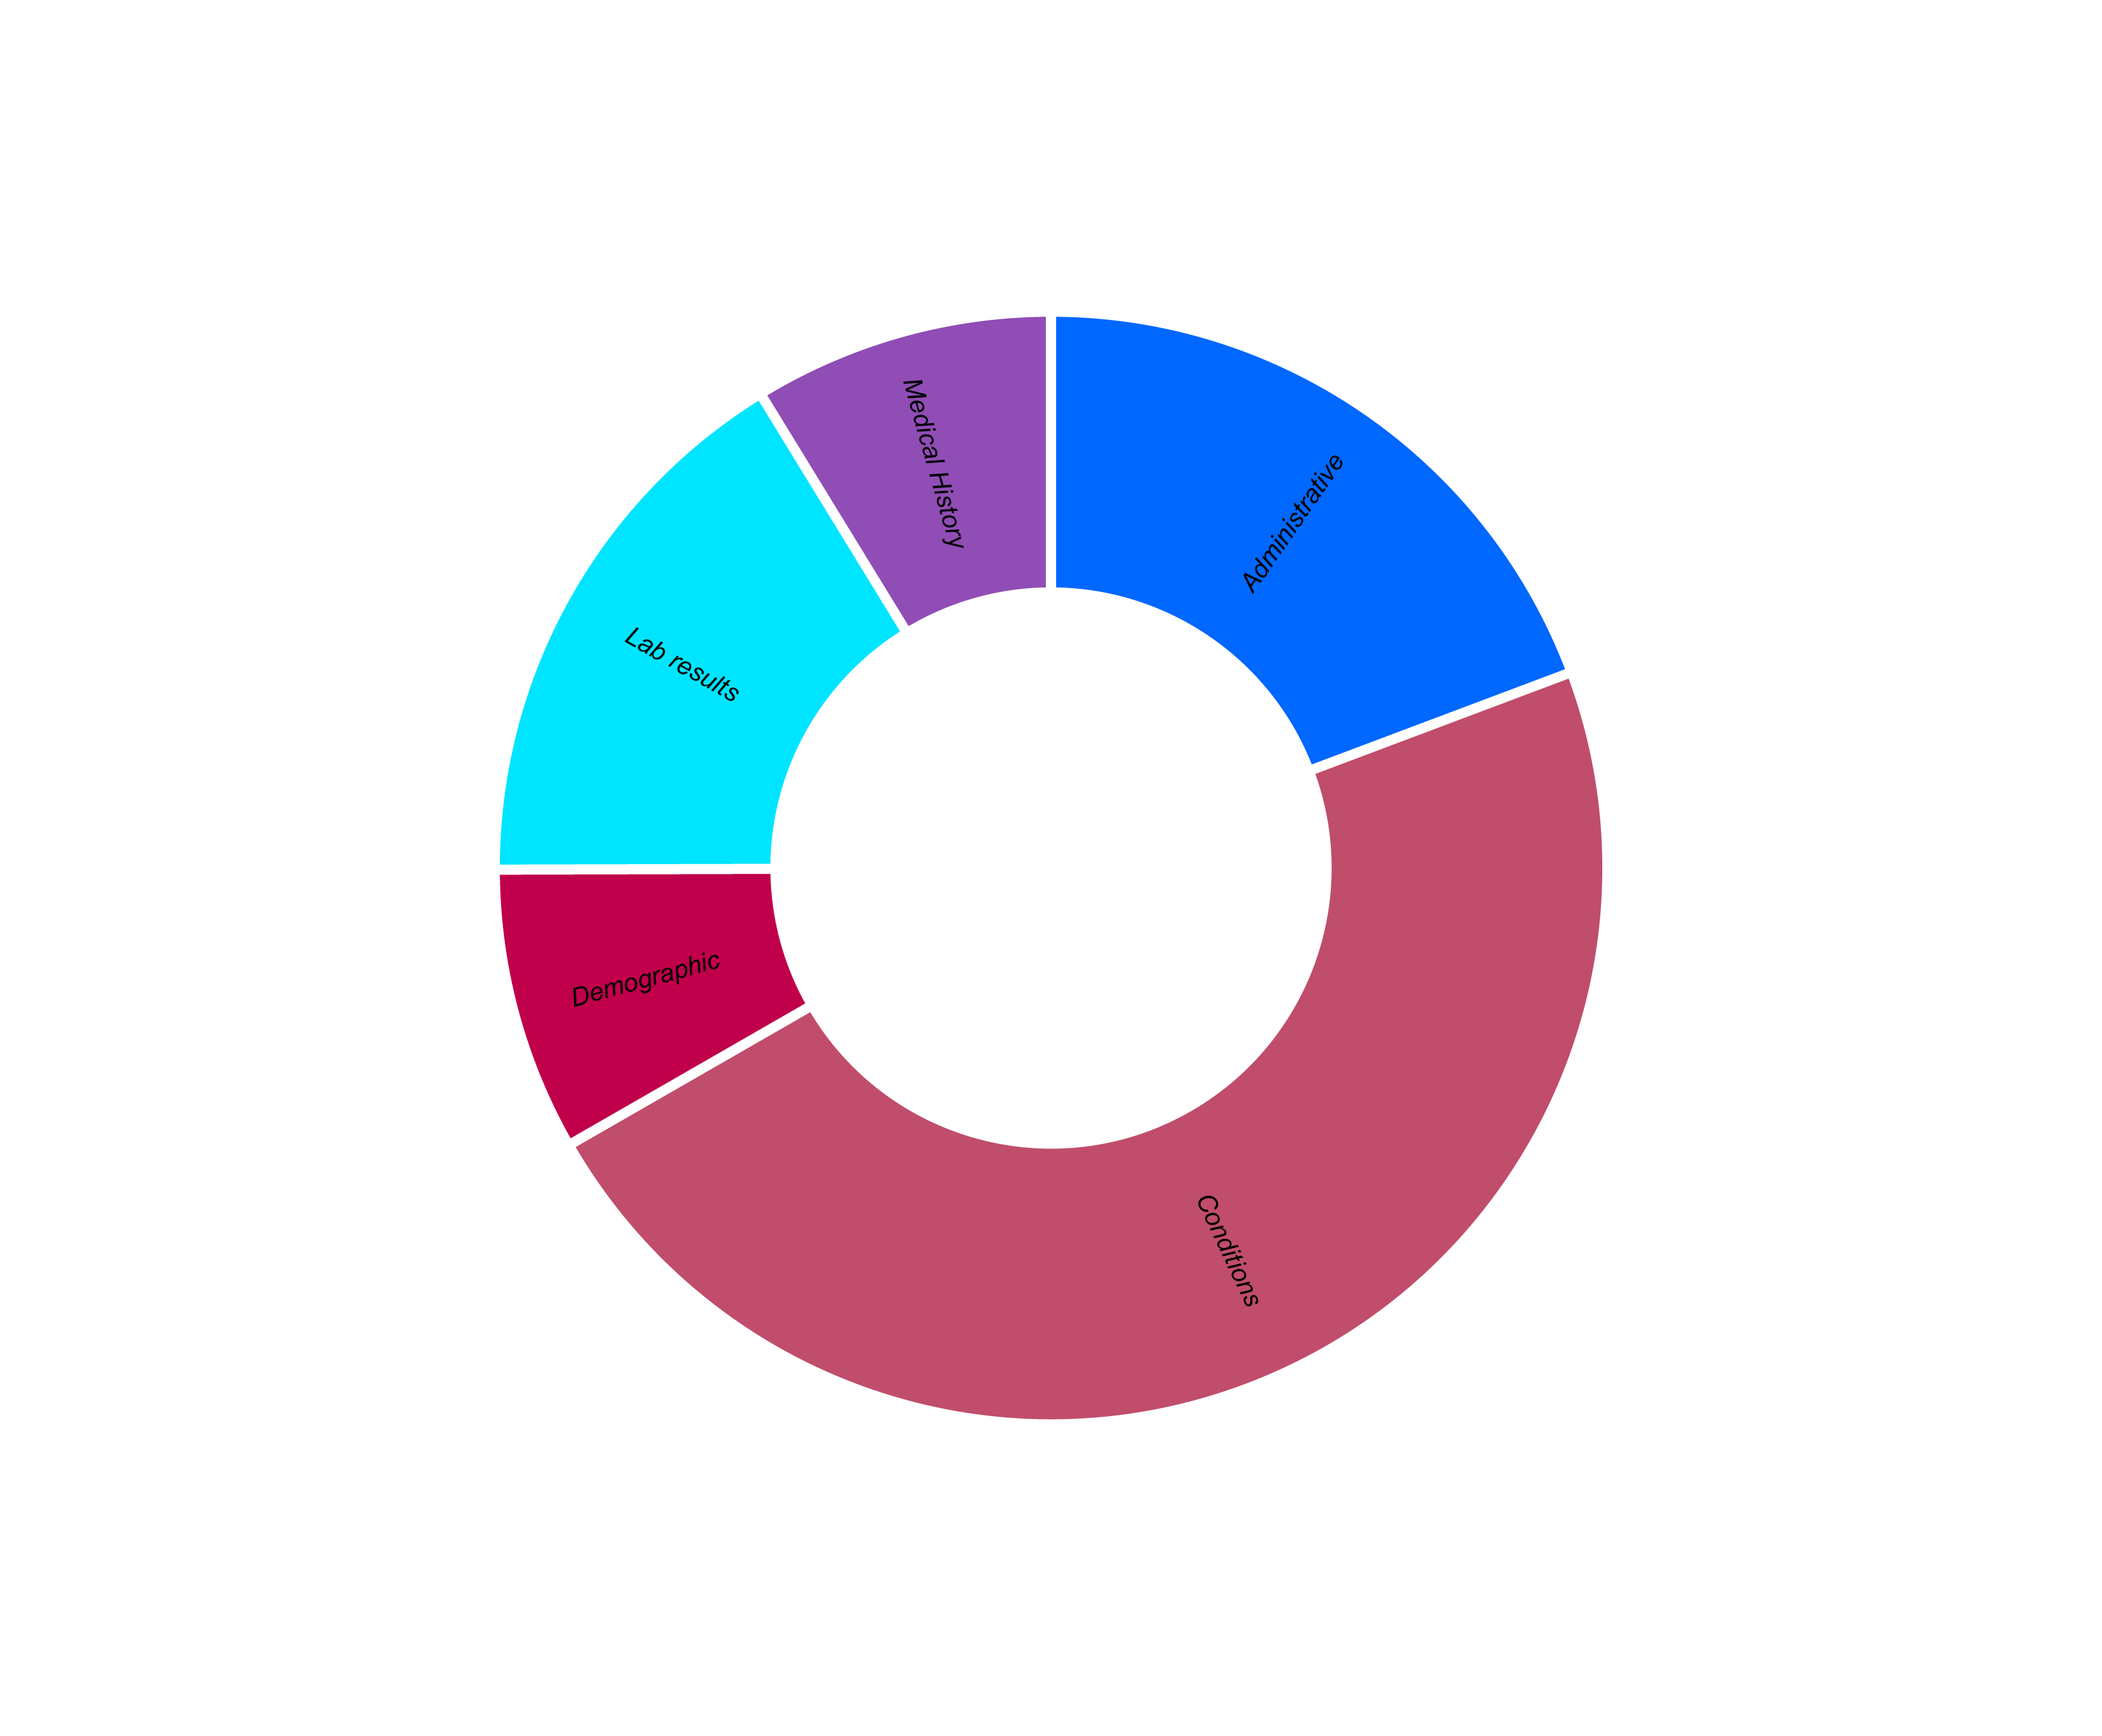 Medical History
Administrative
Lab results
Demographic
Conditions